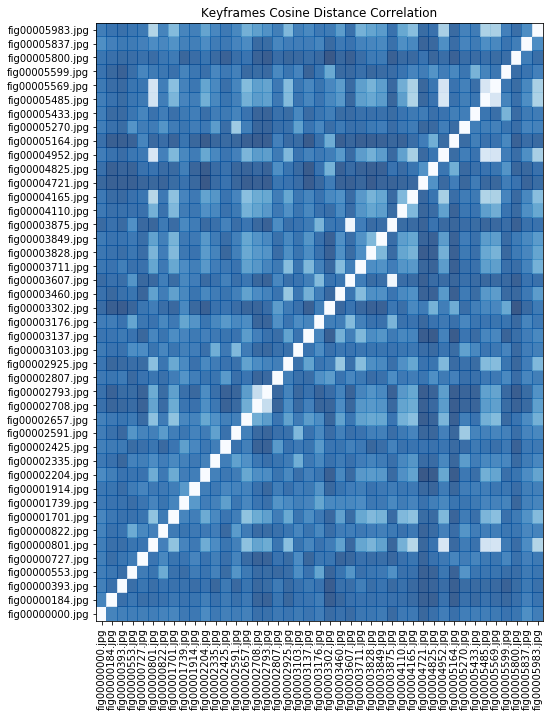 Keyframes Cosine Distance Correlation
fig00005983.jpg
fig00005837.jpg
fig00005800.jpg
fig00005599.jpg
fig00005569.jpg
fig00005485.jpg
fig00005433.jpg
fig00005270.jpg
fig00005164.jpg
fig00004952.jpg
fig00004825.jpg
fig00004721.jpg
fig00004165.jpg
fig00004110.jpg
fig00003875.jpg
fig00003849.jpg
fig00003828.jpg
fig00003711.jpg
fig00003607.jpg
fig00003460.jpg
fig00003302.jpg
fig00003176.jpg
fig00003137.jpg
fig00003103.jpg
fig00002925.jpg
fig00002807.jpg
fig00002793.jpg
fig00002708.jpg
fig00002657.jpg
fig00002591.jpg
fig00002425.jpg
fig00002335.jpg
fig00002204.jpg
fig00001914.jpg
fig00001739.jpg
fig00001701.jpg
fig00000822.jpg
fig00000801.jpg
fig00000727.jpg
fig00000553.jpg
fig00000393.jpg
fig00000184.jpg
fig00000000.jpg
fig00000000.jpg
fig00000184.jpg
fig00000393.jpg
fig00000553.jpg
fig00000727.jpg
fig00000801.jpg
fig00000822.jpg
fig00001701.jpg
fig00001739.jpg
fig00001914.jpg
fig00002204.jpg
fig00002335.jpg
fig00002425.jpg
fig00002591.jpg
fig00002657.jpg
fig00002708.jpg
fig00002793.jpg
fig00002807.jpg
fig00002925.jpg
fig00003103.jpg
fig00003137.jpg
fig00003176.jpg
fig00003302.jpg
fig00003460.jpg
fig00003607.jpg
fig00003711.jpg
fig00003828.jpg
fig00003849.jpg
fig00003875.jpg
fig00004110.jpg
fig00004165.jpg
fig00004721.jpg
fig00004825.jpg
fig00004952.jpg
fig00005164.jpg
fig00005270.jpg
fig00005433.jpg
fig00005485.jpg
fig00005569.jpg
fig00005599.jpg
fig00005800.jpg
fig00005837.jpg
fig00005983.jpg